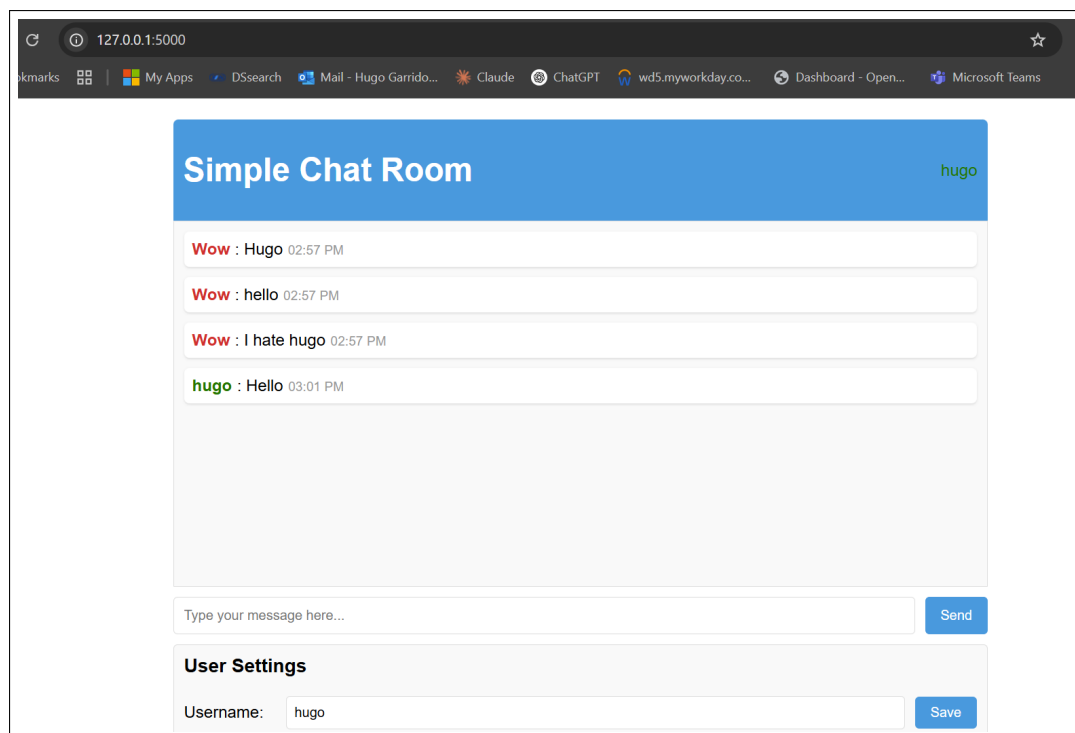 127.0.0.1:5000
okmarks My Apps DSsearch Mail - Hugo Garrido... Claude ChatGPT wd5.myworkday.co... Dashboard - Open... Microsoft Teams
Simple Chat Room hugo
Wow : Hugo 02:57 PM
Wow : hello 02:57 PM
Wow : I hate hugo 02:57 PM
hugo : Hello 03:01 PM
Type your message here... Send
User Settings
Username: hugo Save